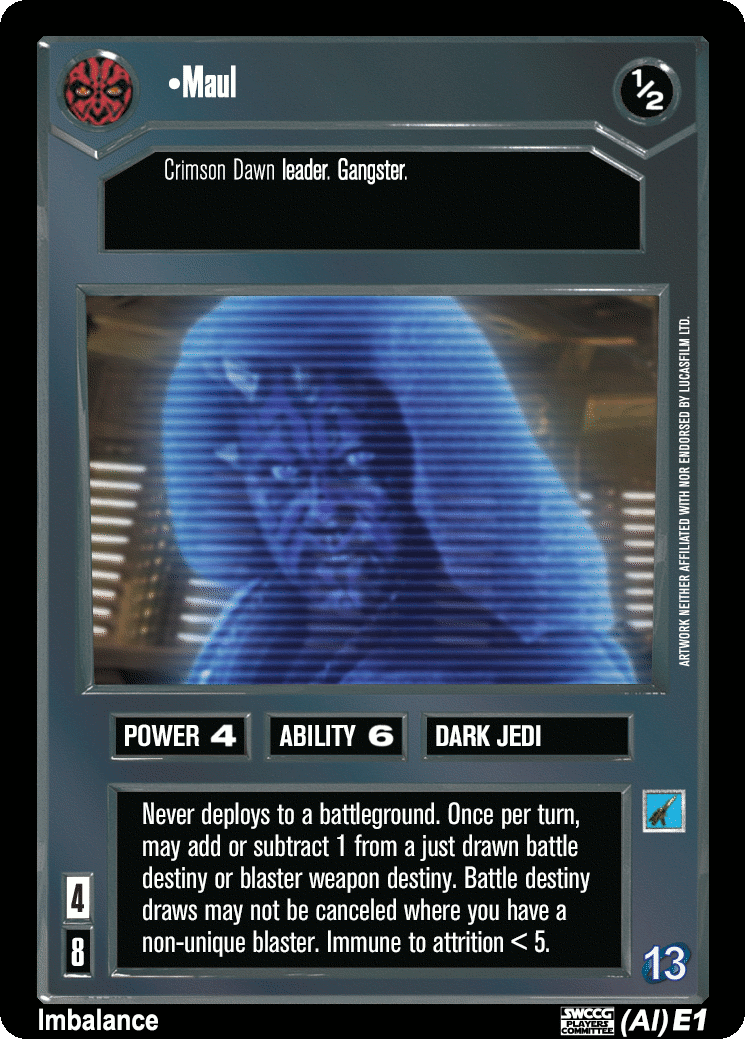 •Maul
1/2
Crimson Dawn leader. Gangster.
ARTWORK NEITHER AFFILIATED WITH NOR ENDORSED BY LUCASFILM LTD.
POWER 4
ABILITY 6
DARK JEDI
Never deploys to a battleground. Once per turn,
may add or subtract 1 from a just drawn battle
destiny or blaster weapon destiny. Battle destiny
draws may not be canceled where you have a
non-unique blaster. Immune to attrition < 5.
4
8
13
Imbalance
SWCCG
PLAYERS
COMMITTEE
(AI) E1